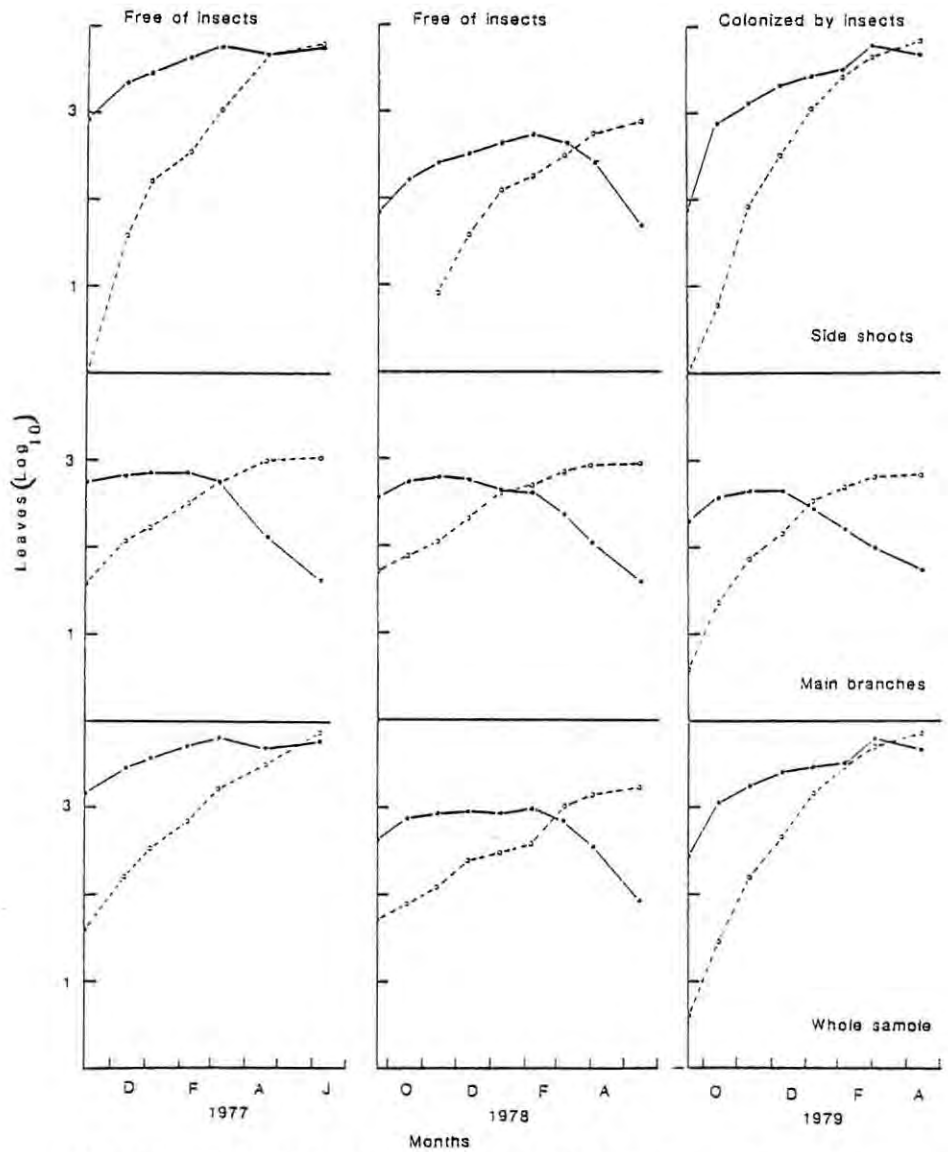 Free of insects
Free of insects
Colonized by insects
3
1
Side shoots
Leaves(Log10)
3
1
Main branches
3
1
Whole sample
D F A J
O D F A
O D F A
1977
1978
1979
Months